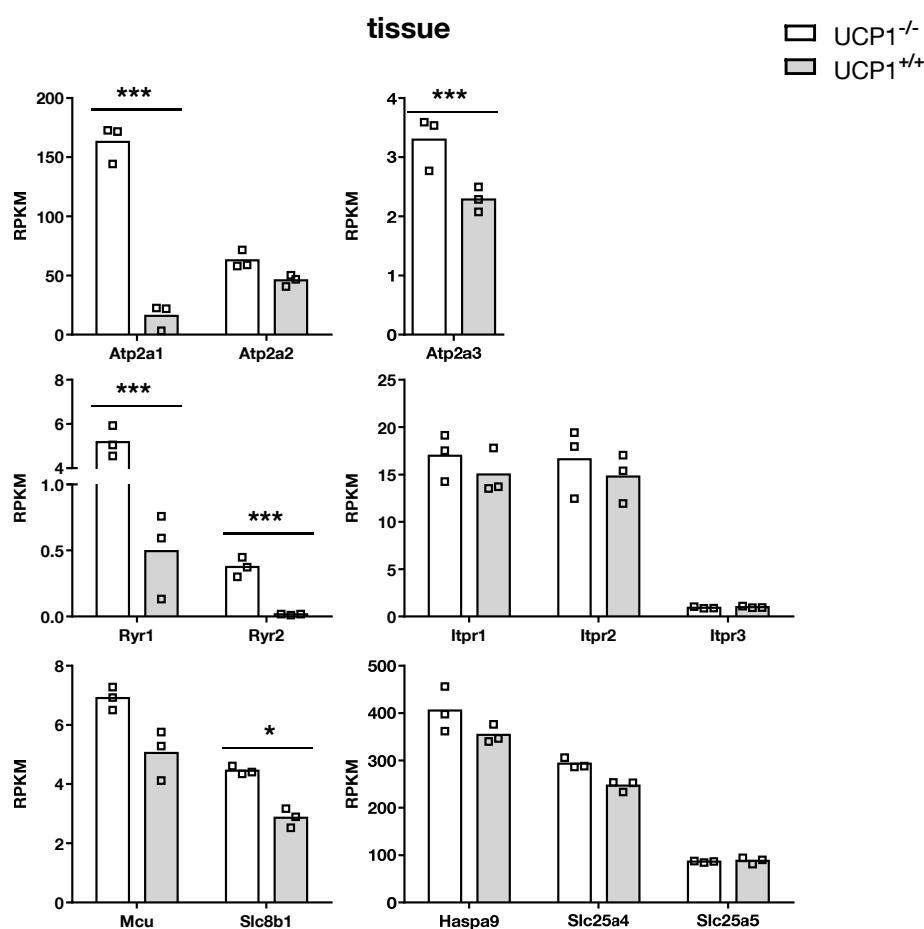 tissue
UCP1-/-
UCP1+/+
***
***
200
150
100
50
0
RPKM
Atp2a1
Atp2a2
4
3
2
1
0
RPKM
Atp2a3
***
***
8
6
4
1.0
0.5
0.0
RPKM
Ryr1
Ryr2
25
20
15
10
5
0
RPKM
Itpr1
Itpr2
Itpr3
*
8
6
4
2
0
RPKM
Mcu
Slc8b1
500
400
300
200
100
0
RPKM
Haspa9
Slc25a4
Slc25a5